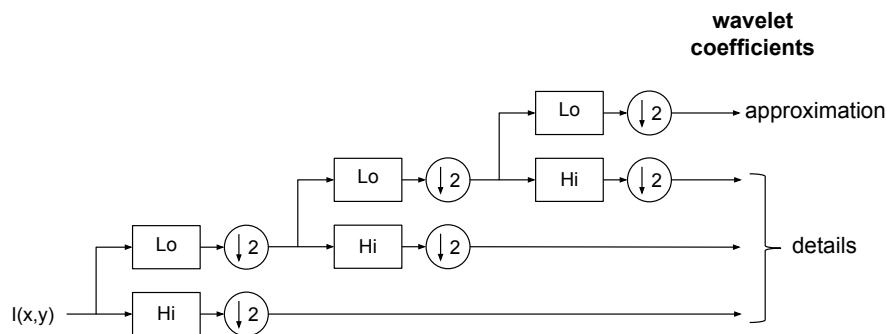 wavelet
coefficients
Lo ↓ 2 approximation
Lo ↓ 2 Hi ↓ 2
Lo ↓ 2 Hi ↓ 2 details
I(x,y) Hi ↓ 2